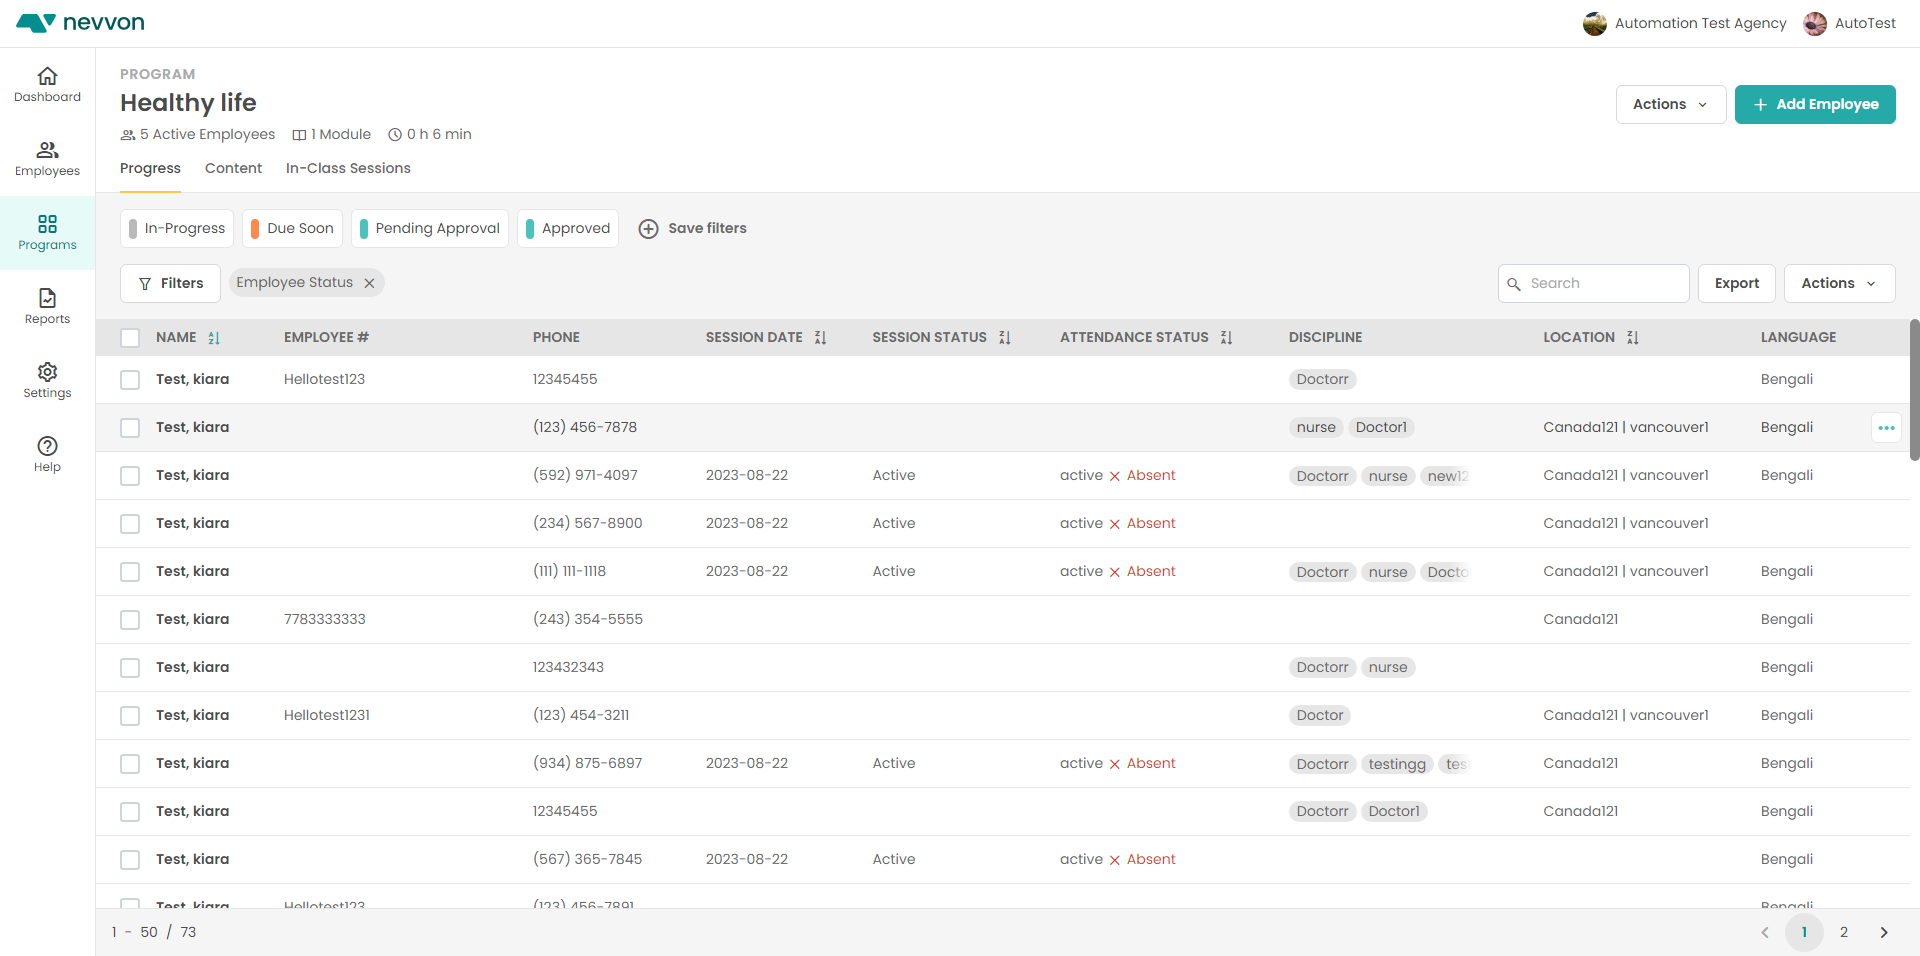 nevvon
Automation Test Agency
AutoTest
Dashboard
Employees
Programs
Reports
Settings
Help
PROGRAM
Healthy life
5 Active Employees 1 Module 0 h 6 min
Actions
+ Add Employee
Progress Content In-Class Sessions
In-Progress Due Soon Pending Approval Approved Save filters
Filters Employee Status Search Export Actions
NAME EMPLOYEE # PHONE SESSION DATE SESSION STATUS ATTENDANCE STATUS DISCIPLINE LOCATION LANGUAGE
Test, kiara Hellotest123 12345455 Doctorr Bengali
Test, kiara (123) 456-7878 nurse Doctor1 Canada121 | vancouver1 Bengali
Test, kiara (592) 971-4097 2023-08-22 Active active Absent Doctorr nurse new12 Canada121 | vancouver1 Bengali
Test, kiara (234) 567-8900 2023-08-22 Active active Absent Canada121 | vancouver1
Test, kiara (111) 111-1118 2023-08-22 Active active Absent Doctorr nurse Docto Canada121 | vancouver1 Bengali
Test, kiara 7783333333 (243) 354-5555 Canada121 Bengali
Test, kiara 123432343 Doctorr nurse Bengali
Test, kiara Hellotest1231 (123) 454-3211 Doctor Canada121 | vancouver1 Bengali
Test, kiara (934) 875-6897 2023-08-22 Active active Absent Doctorr testingg tes Canada121 Bengali
Test, kiara 12345455 Doctorr Doctor1 Canada121 Bengali
Test, kiara (567) 365-7845 2023-08-22 Active active Absent Bengali
Test, kiara Hellotest123 (123) 456-7891 Bengali
1 - 50 / 73
1 2